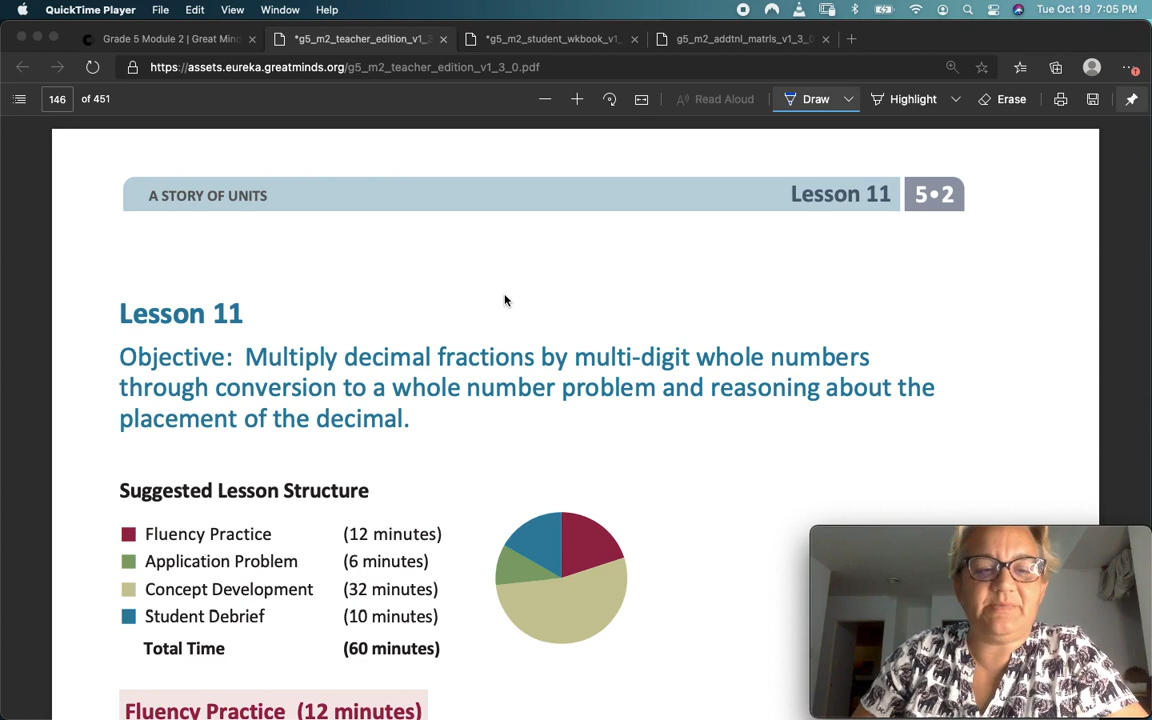 QuickTime Player File Edit View Window Help Tue Oct 19 7:05 PM
Grade 5 Module 2 | Great Min *g5_m2_teacher_edition_v1_3 *g5_m2_student_wkbook_v1_ g5_m2_addtnl_matrls_v1_3_0
https://assets.eureka.greatminds.org/g5_m2_teacher_edition_v1_3_0.pdf
146 of 451 Read Aloud Draw Highlight Erase
A STORY OF UNITS Lesson 11 5•2
Lesson 11
Objective: Multiply decimal fractions by multi-digit whole numbers
through conversion to a whole number problem and reasoning about the
placement of the decimal.
Suggested Lesson Structure
Fluency Practice (12 minutes)
Application Problem (6 minutes)
Concept Development (32 minutes)
Student Debrief (10 minutes)
Total Time (60 minutes)
Fluency Practice (12 minutes)